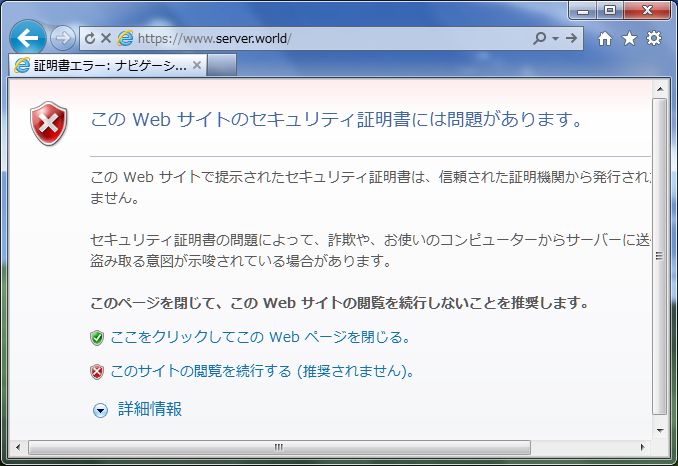 https://www.server.world/
証明書エラー: ナビゲーシ...
この Web サイトのセキュリティ証明書には問題があります。
この Web サイトで提示されたセキュリティ証明書は、信頼された証明機関から発行され
ません。
セキュリティ証明書の問題によって、詐欺や、お使いのコンピューターからサーバーに送
盗み取る意図が示唆されている場合があります。
このページを閉じて、この Web サイトの閲覧を続行しないことを推奨します。
ここをクリックしてこの Web ページを閉じる。
このサイトの閲覧を続行する (推奨されません)。
詳細情報